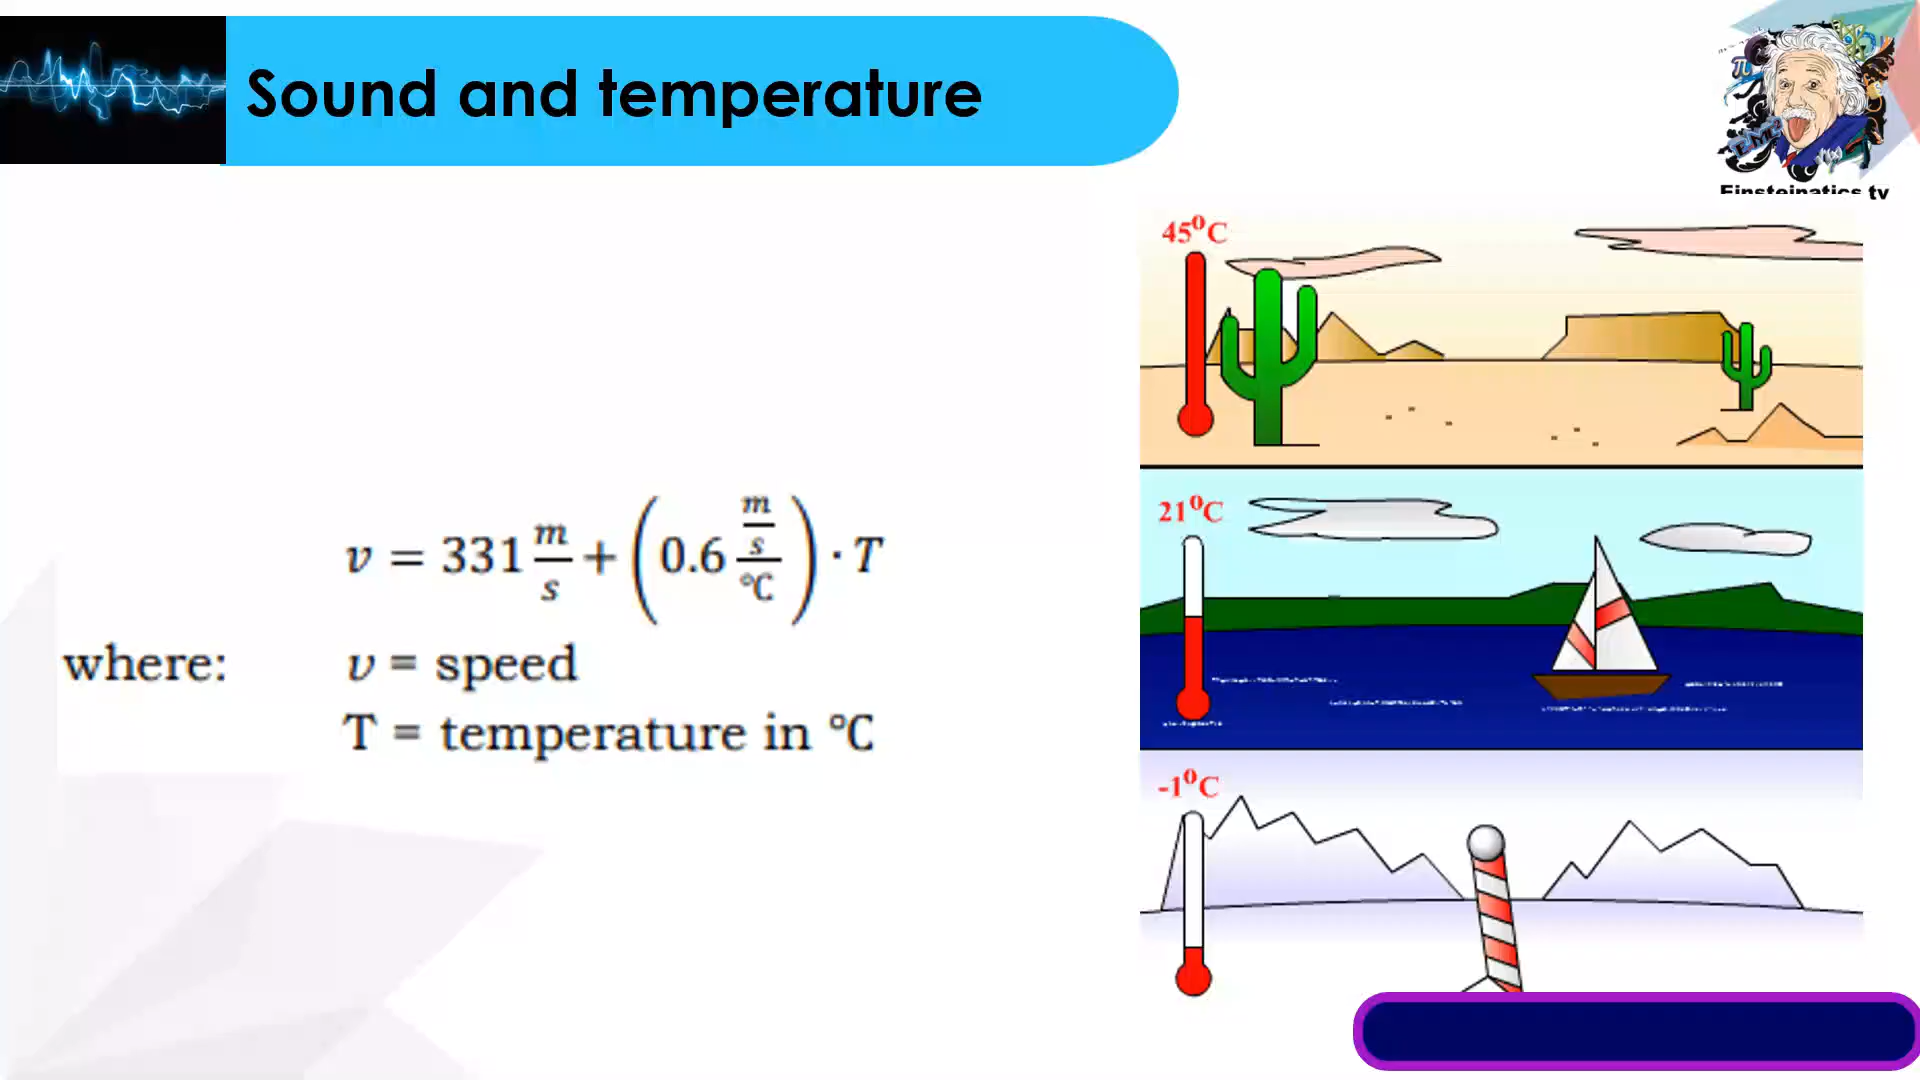 Sound and temperature
Einsteinatics tv
45⁰C
v = 331 m/s + (0.6 m/s/°C) · T
21⁰C
where: v = speed
T = temperature in °C
-1⁰C